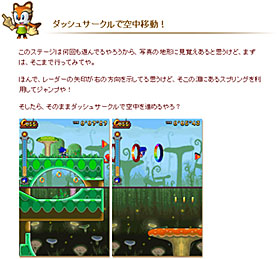 ダッシュサークルで空中移動！
このステージは何回も遊んでるやろうから、写真の地形に見覚えあると思うけど、まず
は、そこまで行ってみてや。
ほんで、レーダーの矢印が右の方向を示してると思うけど、そこの溝にあるスプリングを利
用してジャンプや！
そしたら、そのままダッシュサークルで空中を進めるやろ？